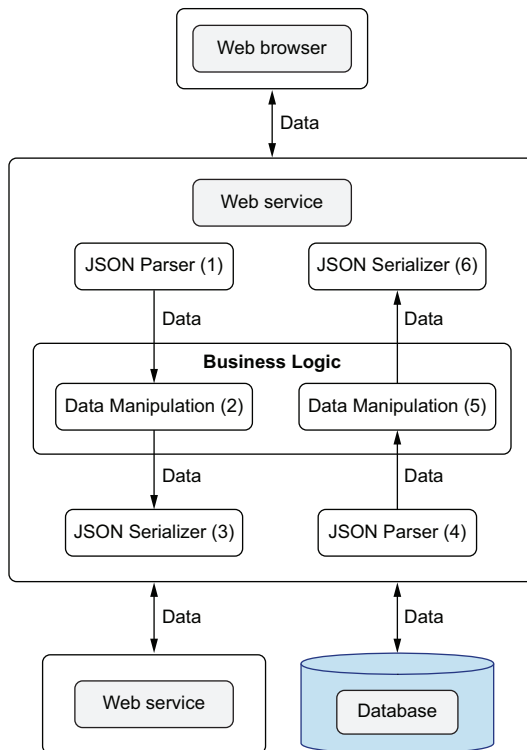 Web browser
Data
Web service
JSON Parser (1)
JSON Serializer (6)
Data
Data
Business Logic
Data Manipulation (2)
Data Manipulation (5)
Data
Data
JSON Serializer (3)
JSON Parser (4)
Data
Data
Web service
Database